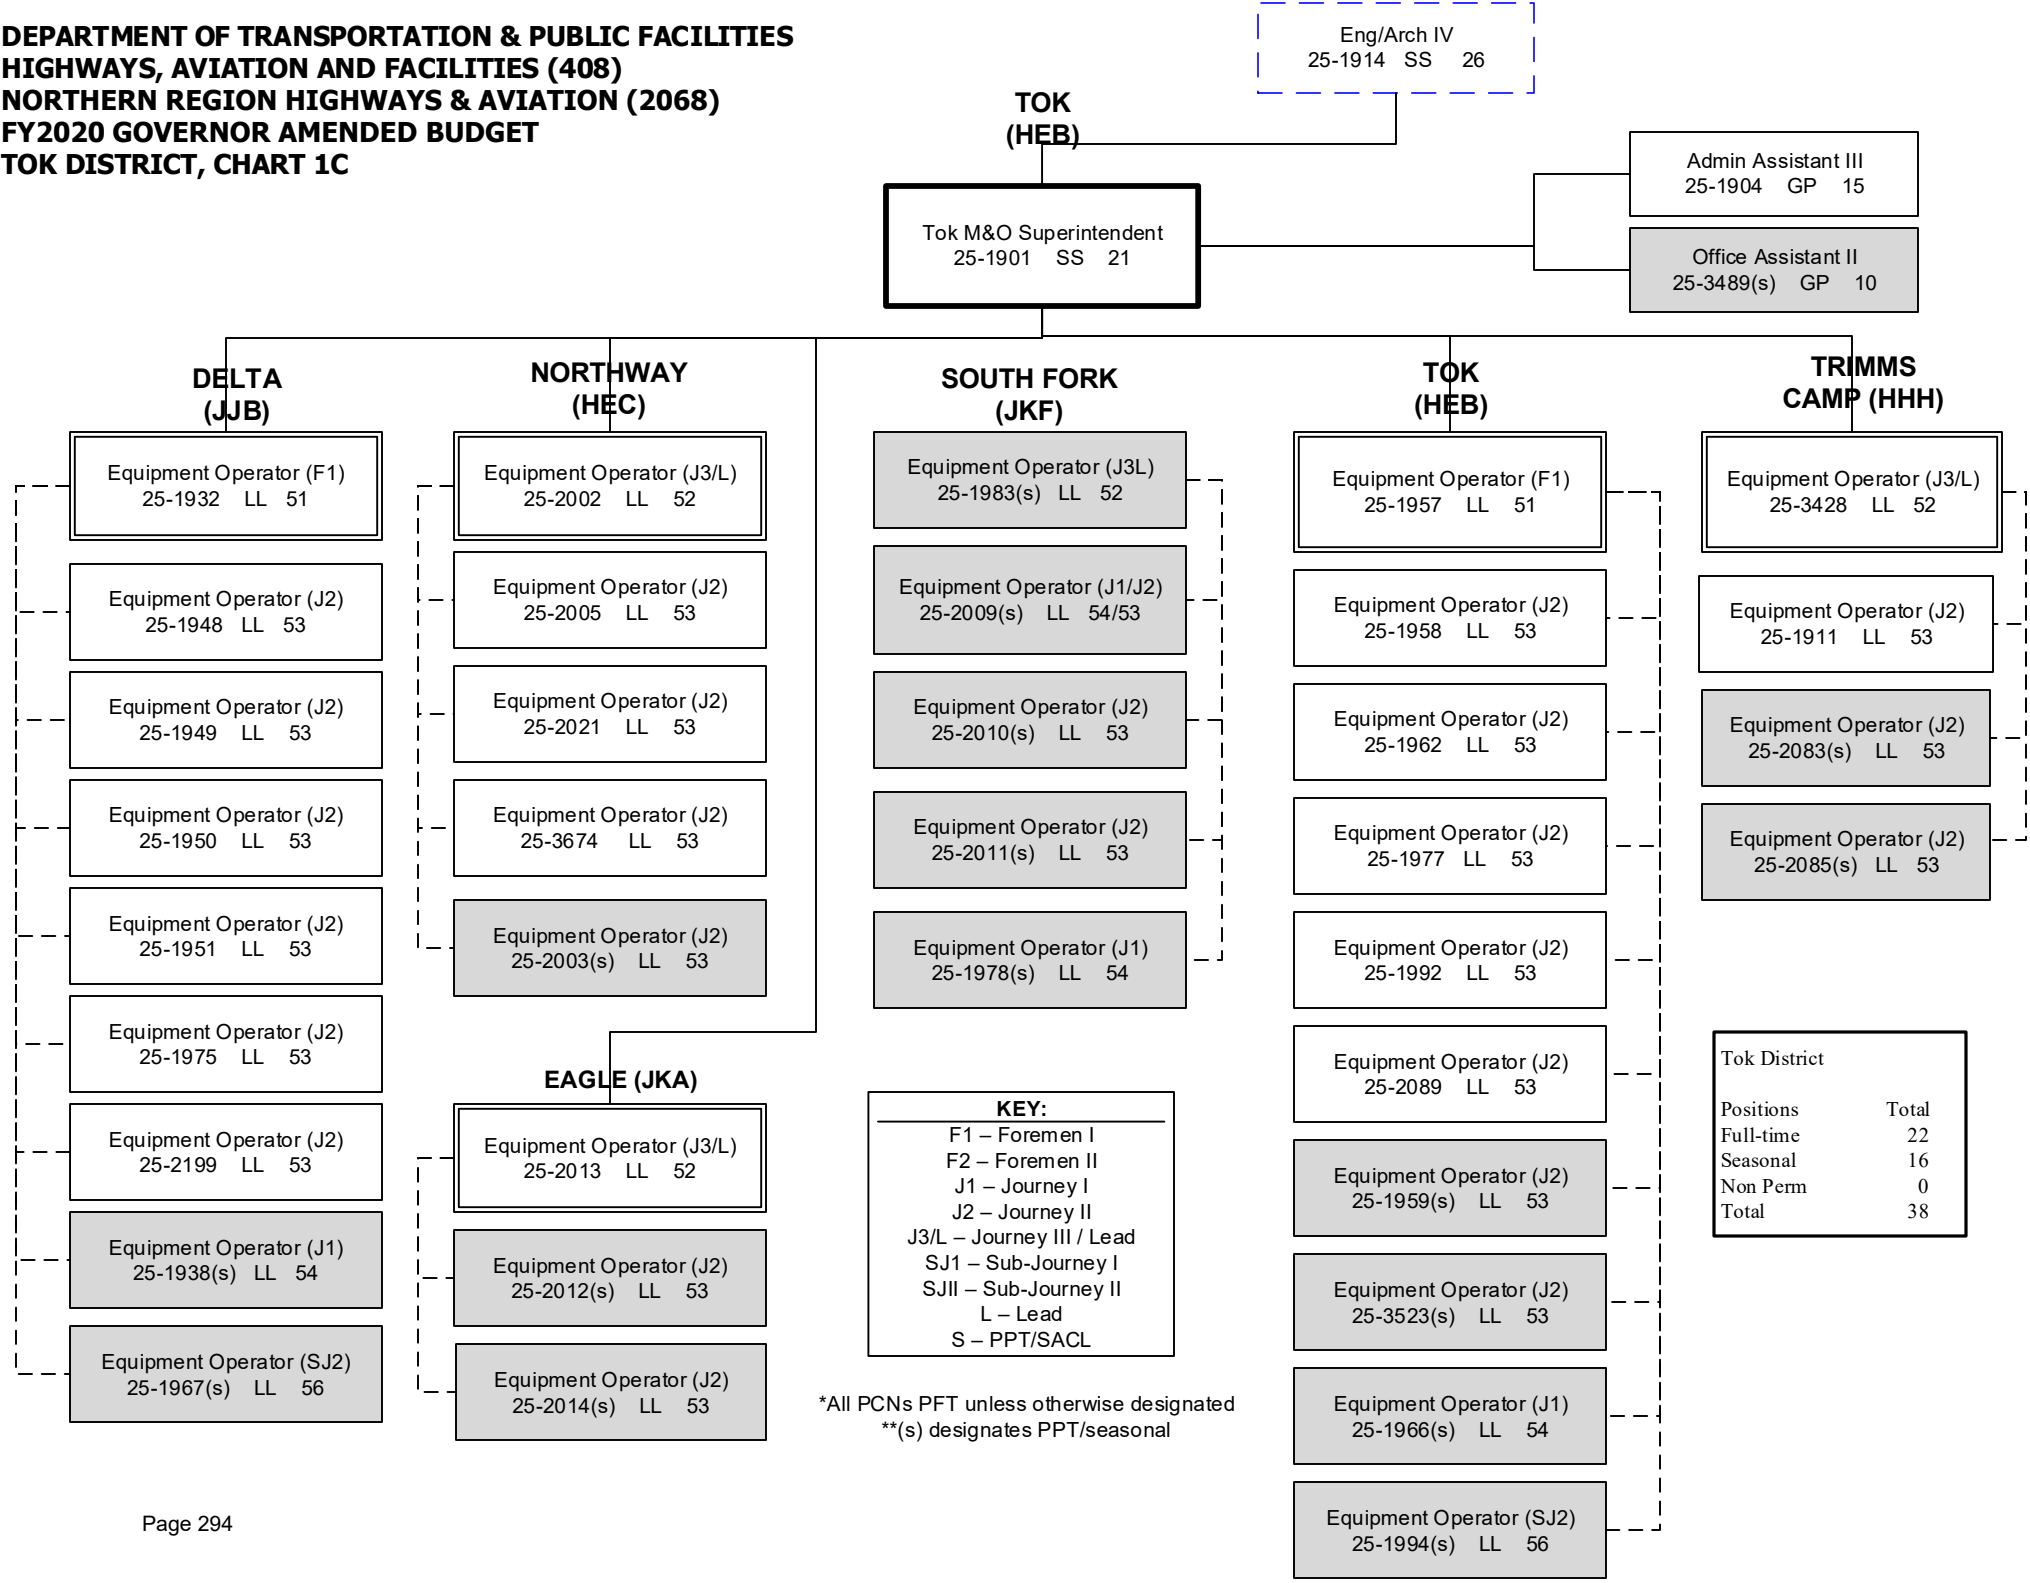 DEPARTMENT OF TRANSPORTATION & PUBLIC FACILITIES
HIGHWAYS, AVIATION AND FACILITIES (408)
NORTHERN REGION HIGHWAYS & AVIATION (2068)
FY2020 GOVERNOR AMENDED BUDGET
TOK DISTRICT, CHART 1C
Eng/Arch IV
25-1914 SS 26
TOK
(HEB)
Tok M&O Superintendent
25-1901 SS 21
Admin Assistant III
25-1904 GP 15
Office Assistant II
25-3489(s) GP 10
DELTA
(JJB)
Equipment Operator (F1)
25-1932 LL 51
Equipment Operator (J2)
25-1948 LL 53
Equipment Operator (J2)
25-1949 LL 53
Equipment Operator (J2)
25-1950 LL 53
Equipment Operator (J2)
25-1951 LL 53
Equipment Operator (J2)
25-1975 LL 53
Equipment Operator (J2)
25-2199 LL 53
Equipment Operator (J1)
25-1938(s) LL 54
Equipment Operator (SJ2)
25-1967(s) LL 56
NORTHWAY
(HEC)
Equipment Operator (J3/L)
25-2002 LL 52
Equipment Operator (J2)
25-2005 LL 53
Equipment Operator (J2)
25-2021 LL 53
Equipment Operator (J2)
25-3674 LL 53
Equipment Operator (J2)
25-2003(s) LL 53
EAGLE (JKA)
Equipment Operator (J3/L)
25-2013 LL 52
Equipment Operator (J2)
25-2012(s) LL 53
Equipment Operator (J2)
25-2014(s) LL 53
SOUTH FORK
(JKF)
Equipment Operator (J3L)
25-1983(s) LL 52
Equipment Operator (J1/J2)
25-2009(s) LL 54/53
Equipment Operator (J2)
25-2010(s) LL 53
Equipment Operator (J2)
25-2011(s) LL 53
Equipment Operator (J1)
25-1978(s) LL 54
KEY:
F1 – Foremen I
F2 – Foremen II
J1 – Journey I
J2 – Journey II
J3/L – Journey III / Lead
SJ1 – Sub-Journey I
SJII – Sub-Journey II
L – Lead
S – PPT/SACL
*All PCNs PFT unless otherwise designated
**(s) designates PPT/seasonal
TOK
(HEB)
Equipment Operator (F1)
25-1957 LL 51
Equipment Operator (J2)
25-1958 LL 53
Equipment Operator (J2)
25-1962 LL 53
Equipment Operator (J2)
25-1977 LL 53
Equipment Operator (J2)
25-1992 LL 53
Equipment Operator (J2)
25-2089 LL 53
Equipment Operator (J2)
25-1959(s) LL 53
Equipment Operator (J2)
25-3523(s) LL 53
Equipment Operator (J1)
25-1966(s) LL 54
Equipment Operator (SJ2)
25-1994(s) LL 56
TRIMMS
CAMP (HHH)
Equipment Operator (J3/L)
25-3428 LL 52
Equipment Operator (J2)
25-1911 LL 53
Equipment Operator (J2)
25-2083(s) LL 53
Equipment Operator (J2)
25-2085(s) LL 53
Tok District
Positions Total
Full-time 22
Seasonal 16
Non Perm 0
Total 38
Page 294